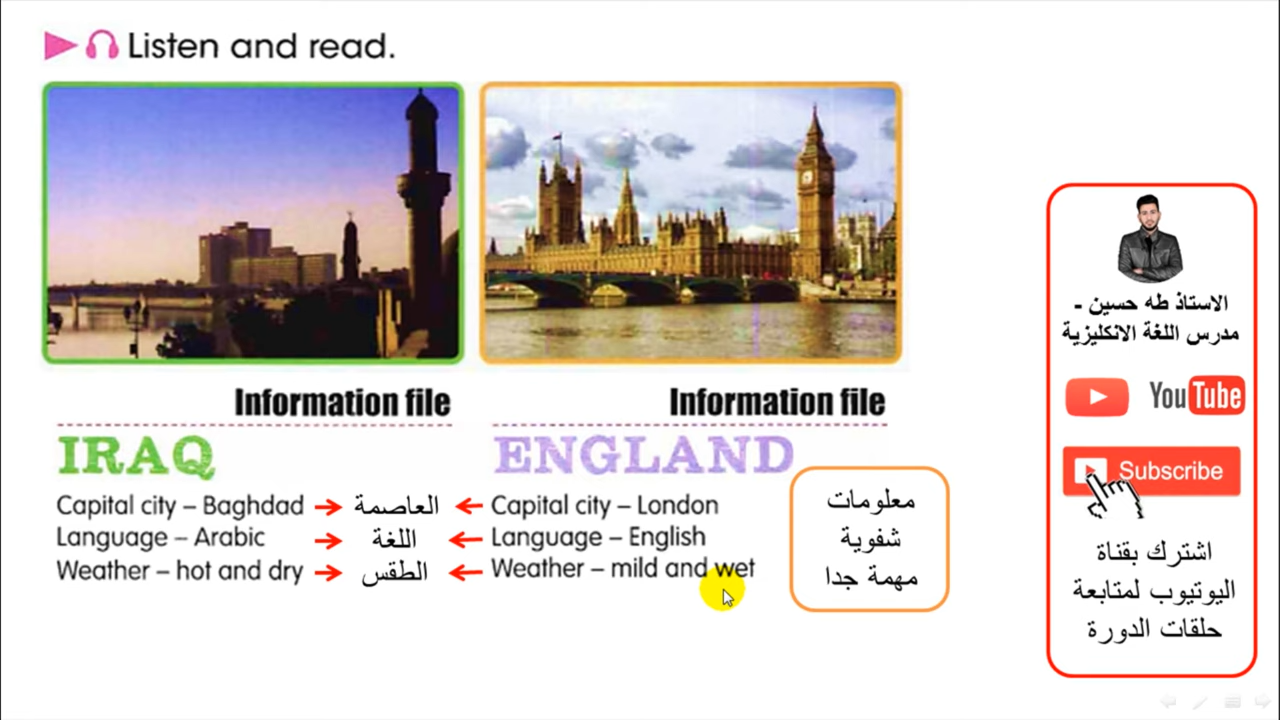 Listen and read.
Information file
IRAQ
Capital city – Baghdad
Language – Arabic
Weather – hot and dry
العاصمة
اللغة
الطقس
Information file
ENGLAND
Capital city – London
Language – English
Weather – mild and wet
معلومات
شفوية
مهمة جدا
الاستاذ طه حسين -
مدرس اللغة الانكليزية
YouTube
Subscribe
اشترك بقناة
اليوتيوب لمتابعة
حلقات الدورة